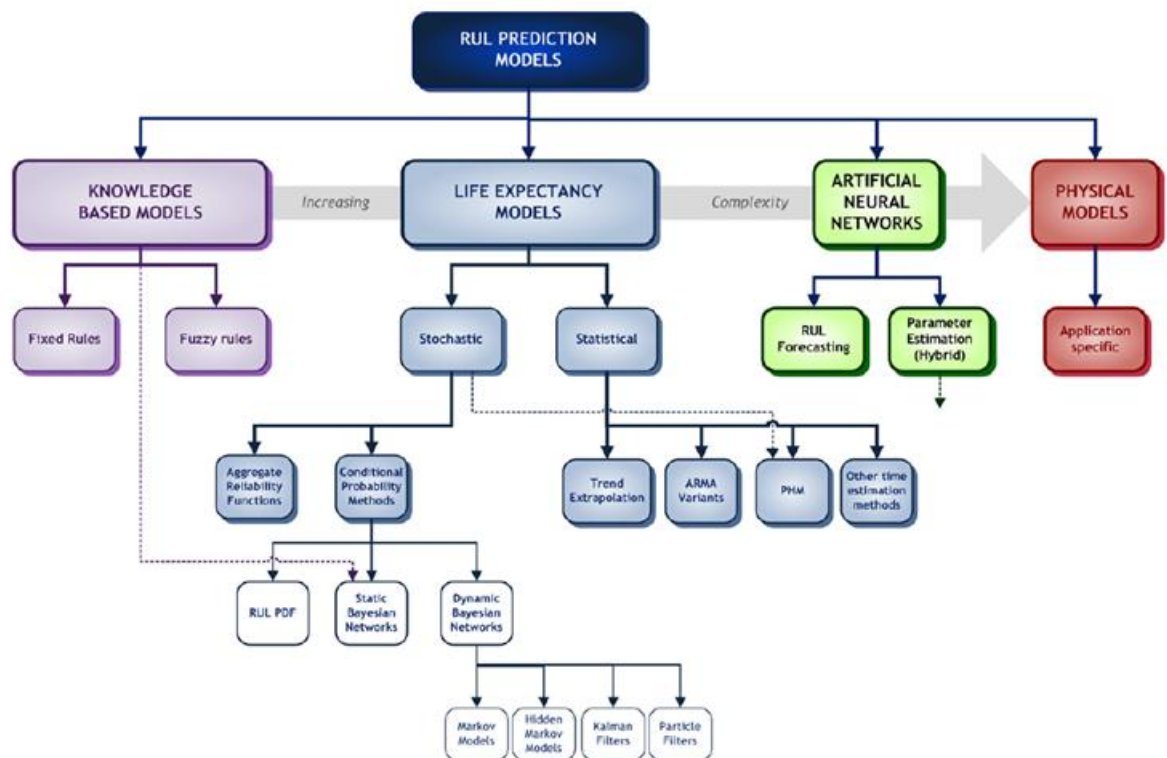 RUL PREDICTION
MODELS
KNOWLEDGE
BASED MODELS
Increasing
LIFE EXPECTANCY
MODELS
Complexity
ARTIFICIAL
NEURAL
NETWORKS
PHYSICAL
MODELS
Fixed Rules
Fuzzy rules
Stochastic
Statistical
RUL
Forecasting
Parameter
Estimation
(Hybrid)
Application
specific
Aggregate
Reliability
Functions
Conditional
Probability
Methods
Trend
Extrapolation
ARMA
Variants
PHM
Other time
estimation
methods
RUL PDF
Static
Bayesian
Networks
Dynamic
Bayesian
Networks
Markov
Models
Hidden
Markov
Models
Kalman
Filters
Particle
Filters